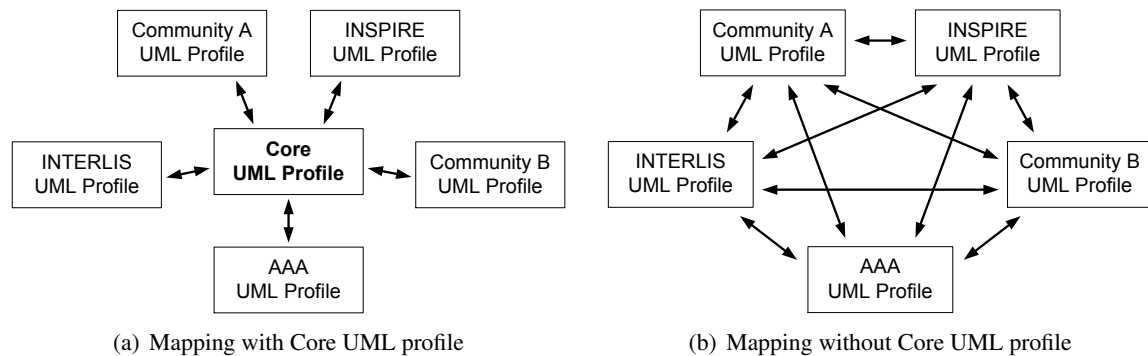 Community A
UML Profile
INSPIRE
UML Profile
INTERLIS
UML Profile
Core
UML Profile
Community B
UML Profile
AAA
UML Profile
(a) Mapping with Core UML profile
Community A
UML Profile
INSPIRE
UML Profile
INTERLIS
UML Profile
Community B
UML Profile
AAA
UML Profile
(b) Mapping without Core UML profile